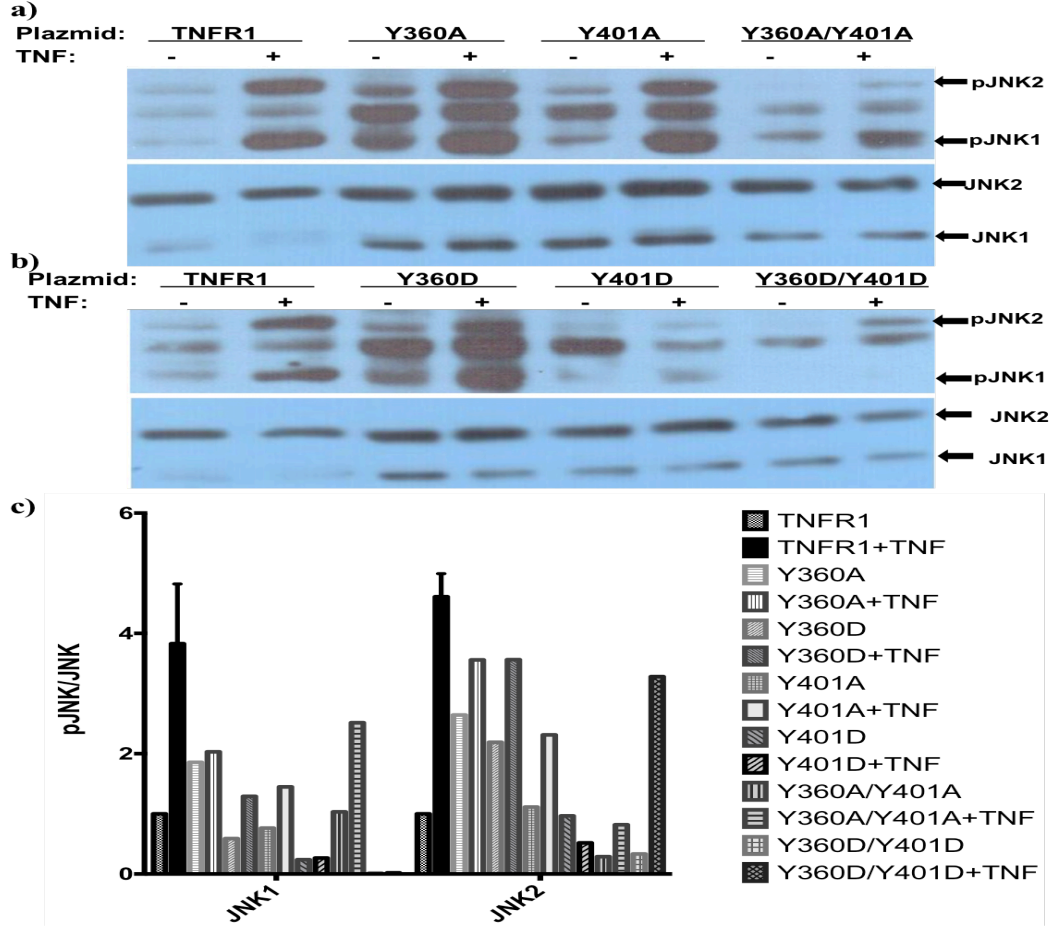 a)
Plazmid: TNFR1 Y360A Y401A Y360A/Y401A
TNF: - + - + - + - +
pJNK2
pJNK1
JNK2
JNK1
b)
Plazmid: TNFR1 Y360D Y401D Y360D/Y401D
TNF: - + - + - + - +
pJNK2
pJNK1
JNK2
JNK1
c)
pJNK/JNK
6
4
2
0
JNK1 JNK2
TNFR1
TNFR1+TNF
Y360A
Y360A+TNF
Y360D
Y360D+TNF
Y401A
Y401A+TNF
Y401D
Y401D+TNF
Y360A/Y401A
Y360A/Y401A+TNF
Y360D/Y401D
Y360D/Y401D+TNF